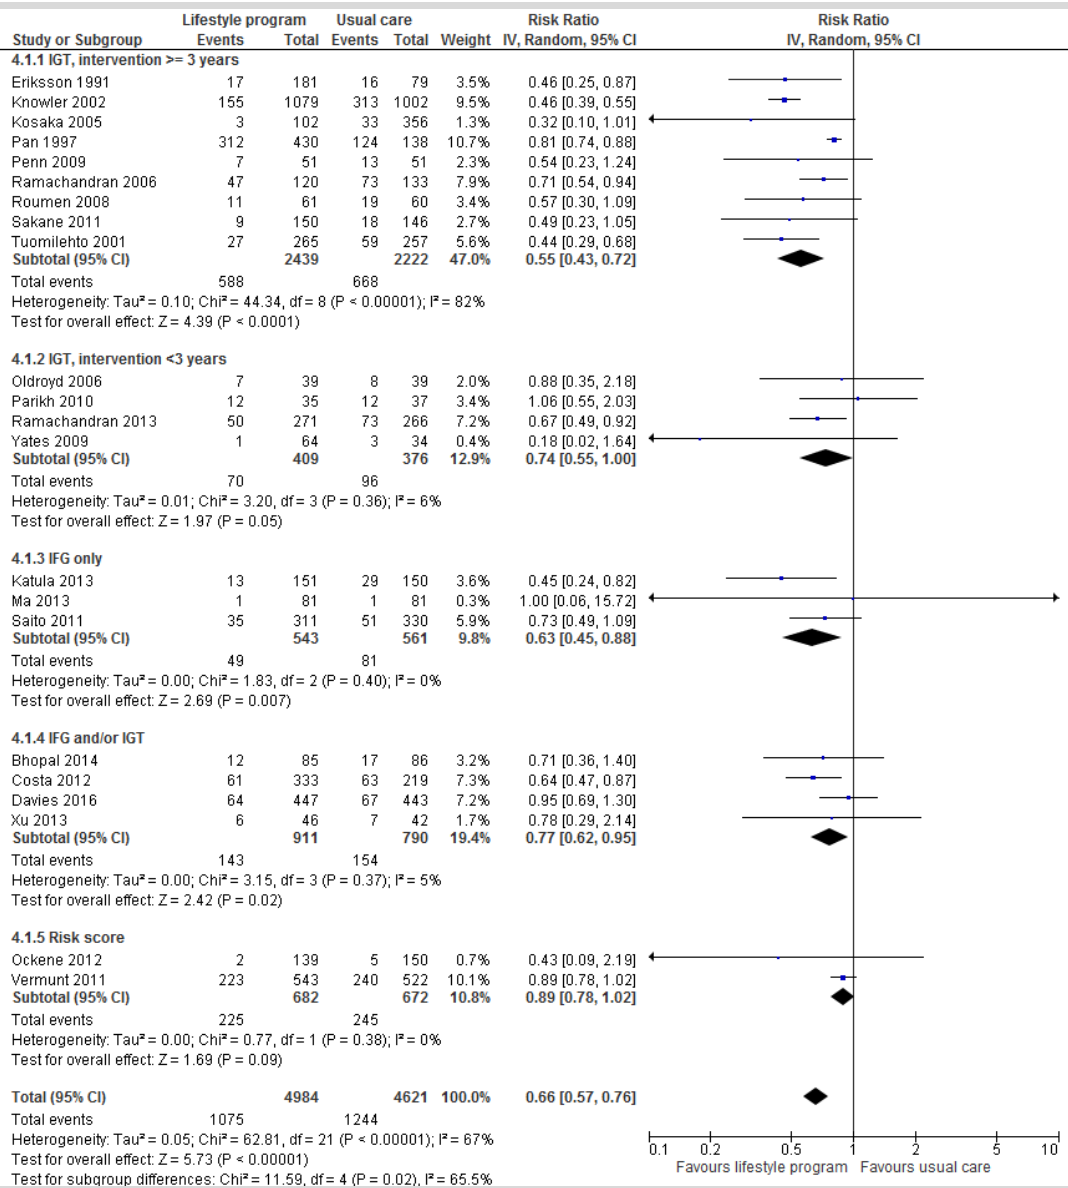 Lifestyle program Usual care Risk Ratio Risk Ratio
Study or Subgroup Events Total Events Total Weight IV, Random, 95% CI IV, Random, 95% CI
4.1.1 IGT, intervention >= 3 years
Eriksson 1991 17 181 16 79 3.5% 0.46 [0.25, 0.87]
Knowler 2002 155 1079 313 1002 9.5% 0.46 [0.39, 0.55]
Kosaka 2005 3 102 33 356 1.3% 0.32 [0.10, 1.01]
Pan 1997 312 430 124 138 10.7% 0.81 [0.74, 0.88]
Penn 2009 7 51 13 51 2.3% 0.54 [0.23, 1.24]
Ramachandran 2006 47 120 73 133 7.9% 0.71 [0.54, 0.94]
Roumen 2008 11 61 19 60 3.4% 0.57 [0.30, 1.09]
Sakane 2011 9 150 18 146 2.7% 0.49 [0.23, 1.05]
Tuomilehto 2001 27 265 59 257 5.6% 0.44 [0.29, 0.68]
Subtotal (95% CI) 2439 2222 47.0% 0.55 [0.43, 0.72]
Total events 588 668
Heterogeneity: Tau² = 0.10; Chi² = 44.34, df = 8 (P < 0.00001); I² = 82%
Test for overall effect: Z = 4.39 (P < 0.0001)
4.1.2 IGT, intervention <3 years
Oldroyd 2006 7 39 8 39 2.0% 0.88 [0.35, 2.18]
Parikh 2010 12 35 12 37 3.4% 1.06 [0.55, 2.03]
Ramachandran 2013 50 271 73 266 7.2% 0.67 [0.49, 0.92]
Yates 2009 1 64 3 34 0.4% 0.18 [0.02, 1.64]
Subtotal (95% CI) 409 376 12.9% 0.74 [0.55, 1.00]
Total events 70 96
Heterogeneity: Tau² = 0.01; Chi² = 3.20, df = 3 (P = 0.36); I² = 6%
Test for overall effect: Z = 1.97 (P = 0.05)
4.1.3 IFG only
Katula 2013 13 151 29 150 3.6% 0.45 [0.24, 0.82]
Ma 2013 1 81 1 81 0.3% 1.00 [0.06, 15.72]
Saito 2011 35 311 51 330 5.9% 0.73 [0.49, 1.09]
Subtotal (95% CI) 543 561 9.8% 0.63 [0.45, 0.88]
Total events 49 81
Heterogeneity: Tau² = 0.00; Chi² = 1.83, df = 2 (P = 0.40); I² = 0%
Test for overall effect: Z = 2.69 (P = 0.007)
4.1.4 IFG and/or IGT
Bhopal 2014 12 85 17 86 3.2% 0.71 [0.36, 1.40]
Costa 2012 61 333 63 219 7.3% 0.64 [0.47, 0.87]
Davies 2016 64 447 67 443 7.2% 0.95 [0.69, 1.30]
Xu 2013 6 46 7 42 1.7% 0.78 [0.29, 2.14]
Subtotal (95% CI) 911 790 19.4% 0.77 [0.62, 0.95]
Total events 143 154
Heterogeneity: Tau² = 0.00; Chi² = 3.15, df = 3 (P = 0.37); I² = 5%
Test for overall effect: Z = 2.42 (P = 0.02)
4.1.5 Risk score
Ockene 2012 2 139 5 150 0.7% 0.43 [0.09, 2.19]
Vermunt 2011 223 543 240 522 10.1% 0.89 [0.78, 1.02]
Subtotal (95% CI) 682 672 10.8% 0.89 [0.78, 1.02]
Total events 225 245
Heterogeneity: Tau² = 0.00; Chi² = 0.77, df = 1 (P = 0.38); I² = 0%
Test for overall effect: Z = 1.69 (P = 0.09)
Total (95% CI) 4984 4621 100.0% 0.66 [0.57, 0.76]
Total events 1075 1244
Heterogeneity: Tau² = 0.05; Chi² = 62.81, df = 21 (P < 0.00001); I² = 67%
Test for overall effect: Z = 5.73 (P < 0.00001)
Test for subgroup differences: Chi² = 11.59, df = 4 (P = 0.02), I² = 65.5%
0.1 0.2 0.5 1 2 5 10
Favours lifestyle program Favours usual care